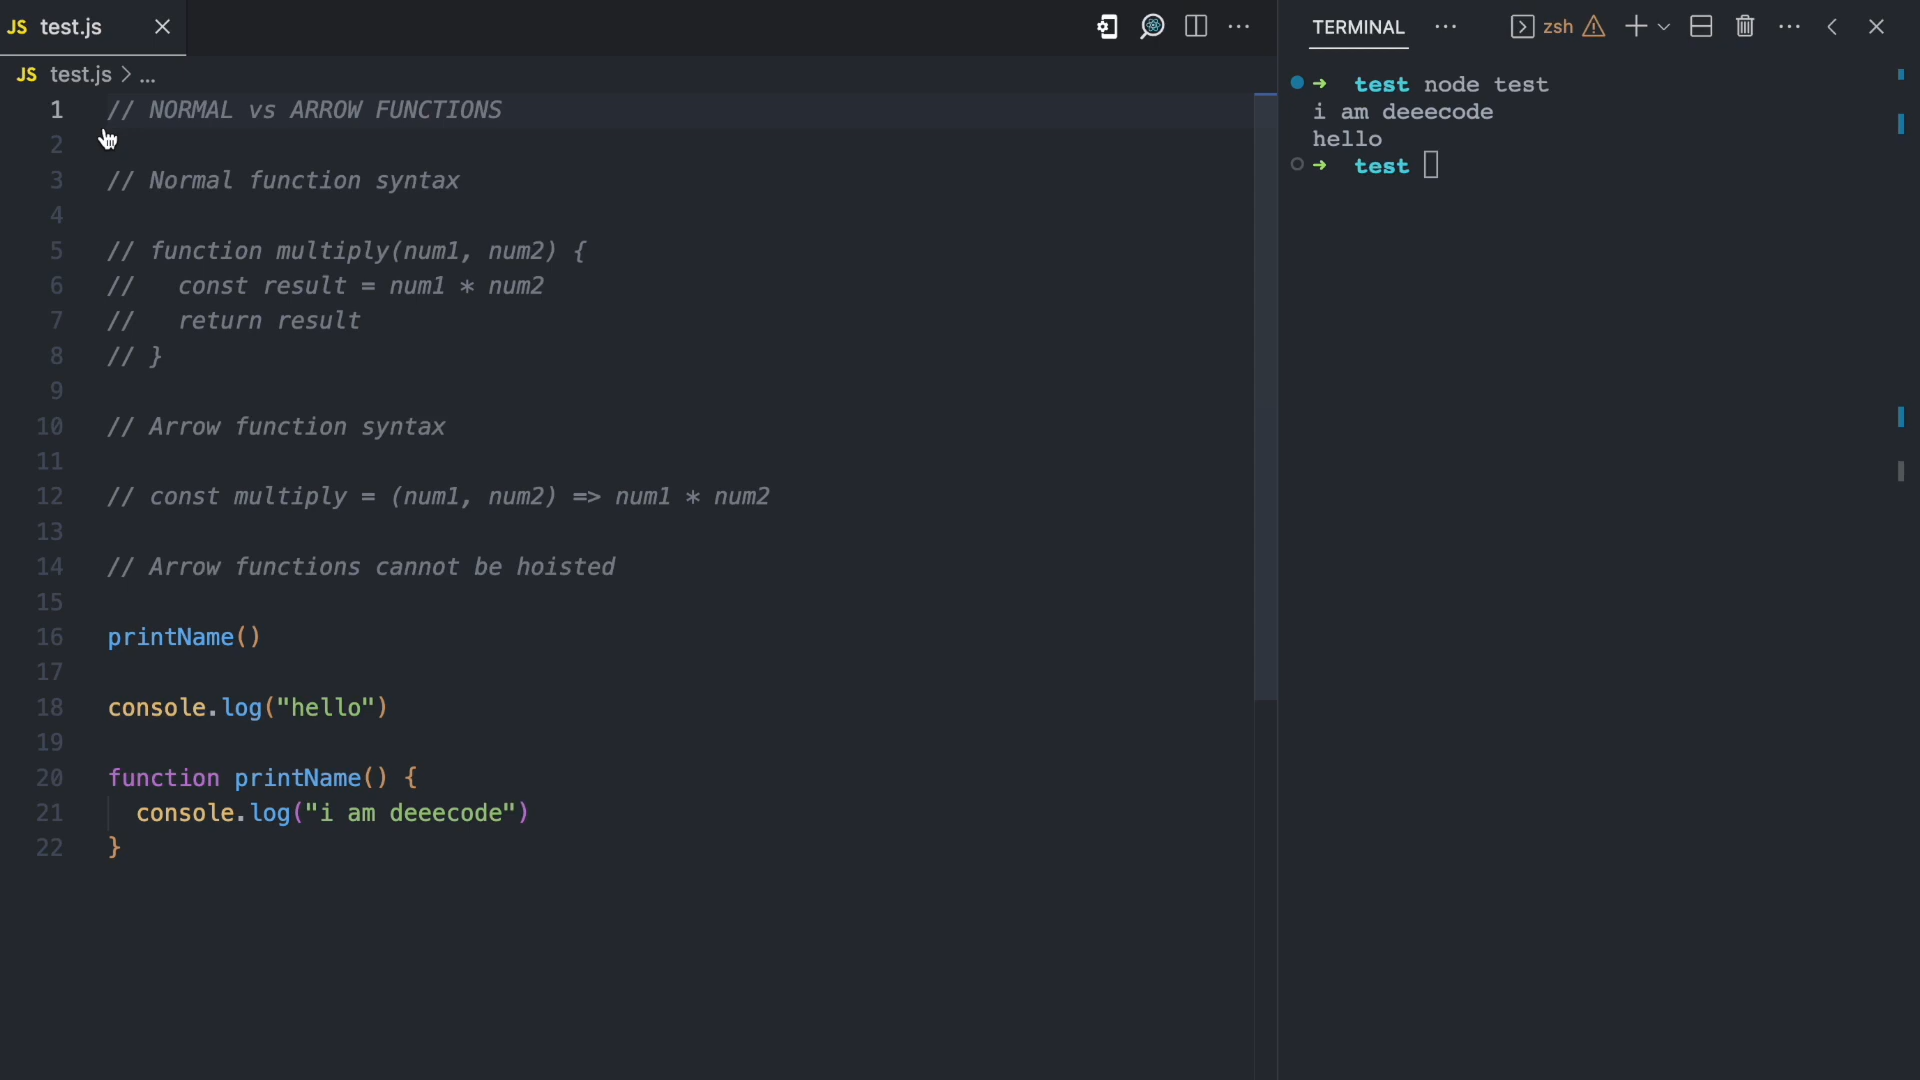 JS test.js
JS test.js > ...
1 // NORMAL vs ARROW FUNCTIONS
2
3 // Normal function syntax
4
5 // function multiply(num1, num2) {
6 //   const result = num1 * num2
7 //   return result
8 // }
9
10 // Arrow function syntax
11
12 // const multiply = (num1, num2) => num1 * num2
13
14 // Arrow functions cannot be hoisted
15
16 printName()
17
18 console.log("hello")
19
20 function printName() {
21   console.log("i am deeecode")
22 }
TERMINAL ... zsh
→ test node test
i am deeecode
hello
→ test